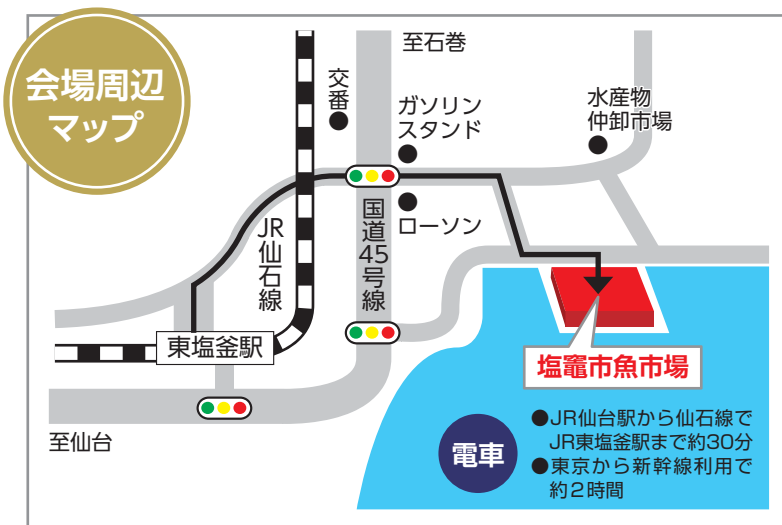 会場周辺
マップ
至石巻
交番
ガソリン
スタンド
水産物
仲卸市場
ローソン
国道45号線
JR仙石線
東塩釜駅
塩竈市魚市場
至仙台
電車
●JR仙台駅から仙石線で
JR東塩釜駅まで約30分
●東京から新幹線利用で
約2時間